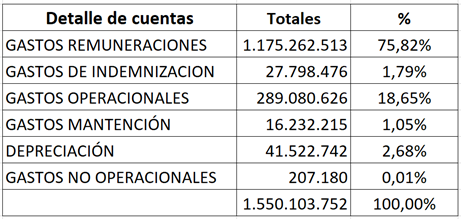 Detalle de cuentas Totales %
GASTOS REMUNERACIONES 1.175.262.513 75,82%
GASTOS DE INDEMNIZACION 27.798.476 1,79%
GASTOS OPERACIONALES 289.080.626 18,65%
GASTOS MANTENCIÓN 16.232.215 1,05%
DEPRECIACIÓN 41.522.742 2,68%
GASTOS NO OPERACIONALES 207.180 0,01%
1.550.103.752 100,00%